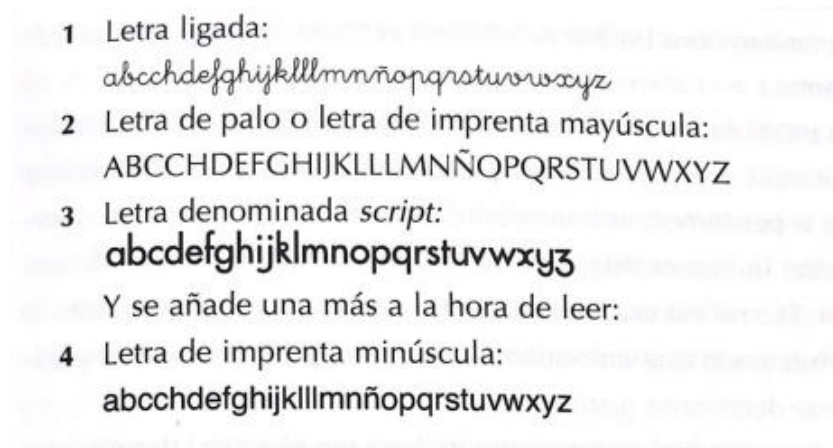 1 Letra ligada:
abcchdefghijklllmnñopqrstuvwxyz
2 Letra de palo o letra de imprenta mayúscula:
ABCCHDEFGHIJKLLLMNÑOPQRSTUVWXYZ
3 Letra denominada script:
abcdefghijklmnopqrstuvwxyʒ
Y se añade una más a la hora de leer:
4 Letra de imprenta minúscula:
abcchdefghijklllmnñopqrstuvwxyz